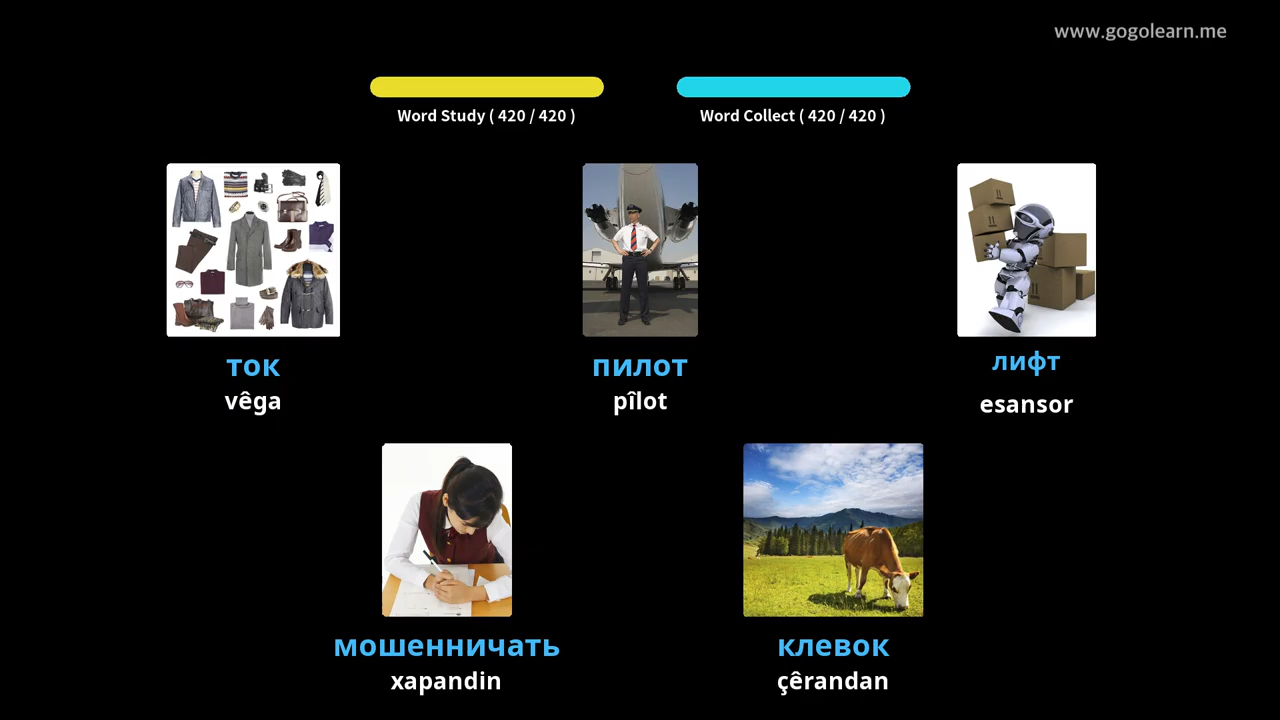 www.gogolearn.me
Word Study ( 420 / 420 )
Word Collect ( 420 / 420 )
ток
vêga
пилот
pîlot
лифт
esansor
мошенничать
xapandin
клевок
çêrandan